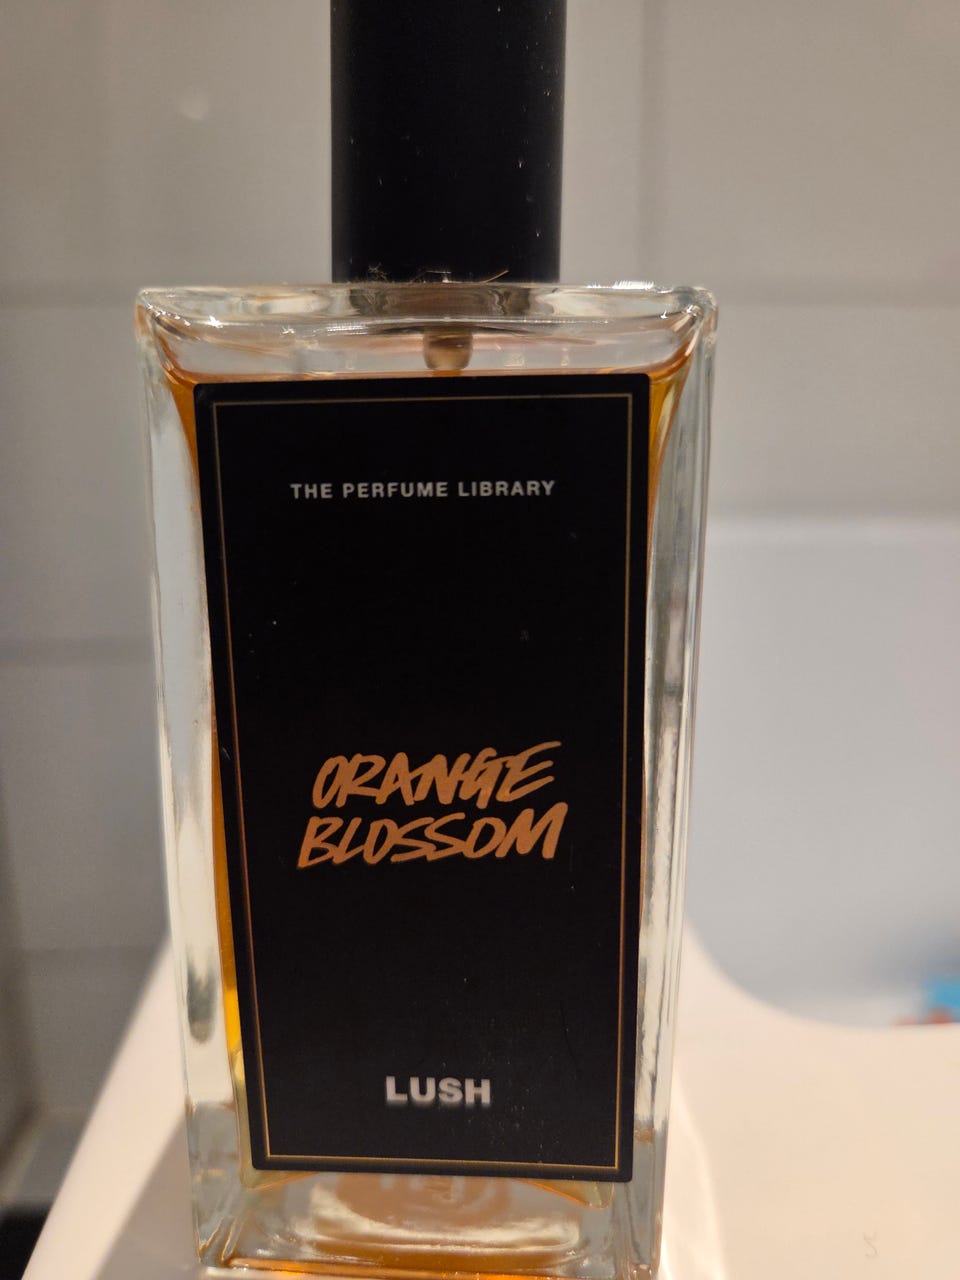 THE PERFUME LIBRARY
ORANGE
BLOSSOM
LUSH